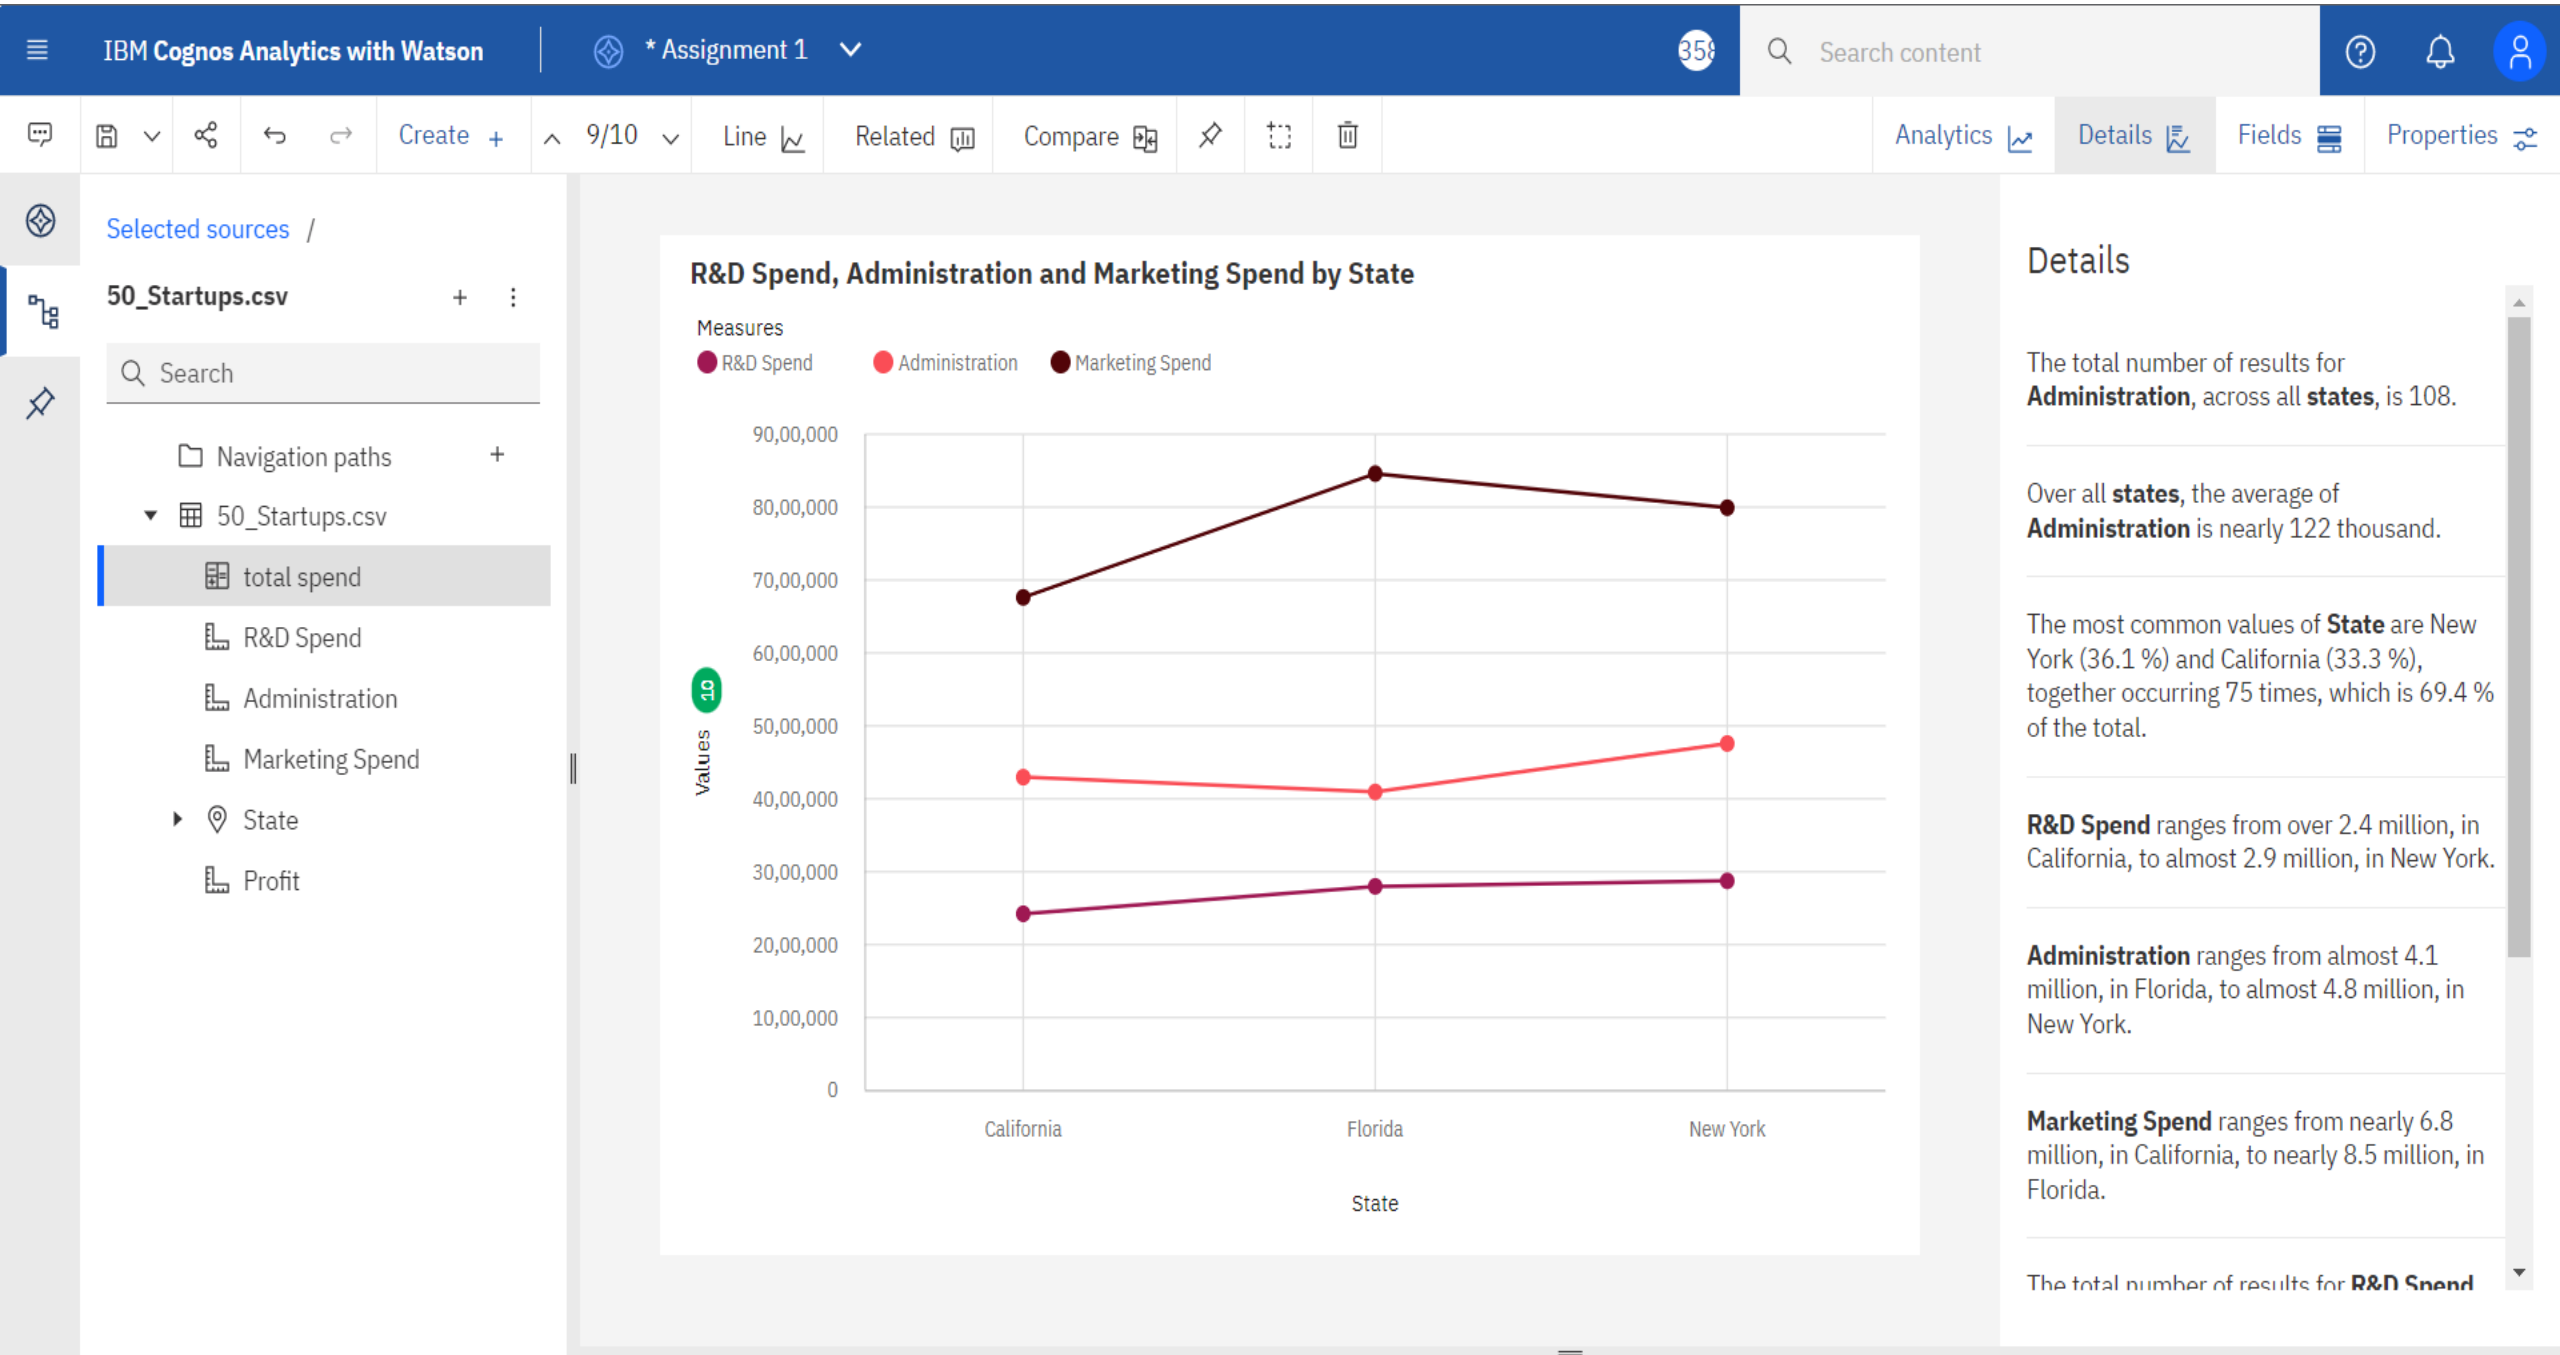 IBM Cognos Analytics with Watson
* Assignment 1
358
Search content
Create +
9/10
Line
Related
Compare
Analytics
Details
Fields
Properties
Selected sources /
50_Startups.csv
Search
Navigation paths
50_Startups.csv
total spend
R&D Spend
Administration
Marketing Spend
State
Profit
R&D Spend, Administration and Marketing Spend by State
Measures
R&D Spend
Administration
Marketing Spend
90,00,000
80,00,000
70,00,000
60,00,000
50,00,000
40,00,000
30,00,000
20,00,000
10,00,000
0
Values
10
California
Florida
New York
State
Details
The total number of results for
Administration, across all states, is 108.
Over all states, the average of
Administration is nearly 122 thousand.
The most common values of State are New
York (36.1 %) and California (33.3 %),
together occurring 75 times, which is 69.4 %
of the total.
R&D Spend ranges from over 2.4 million, in
California, to almost 2.9 million, in New York.
Administration ranges from almost 4.1
million, in Florida, to almost 4.8 million, in
New York.
Marketing Spend ranges from nearly 6.8
million, in California, to nearly 8.5 million, in
Florida.
The total number of results for R&D Spend